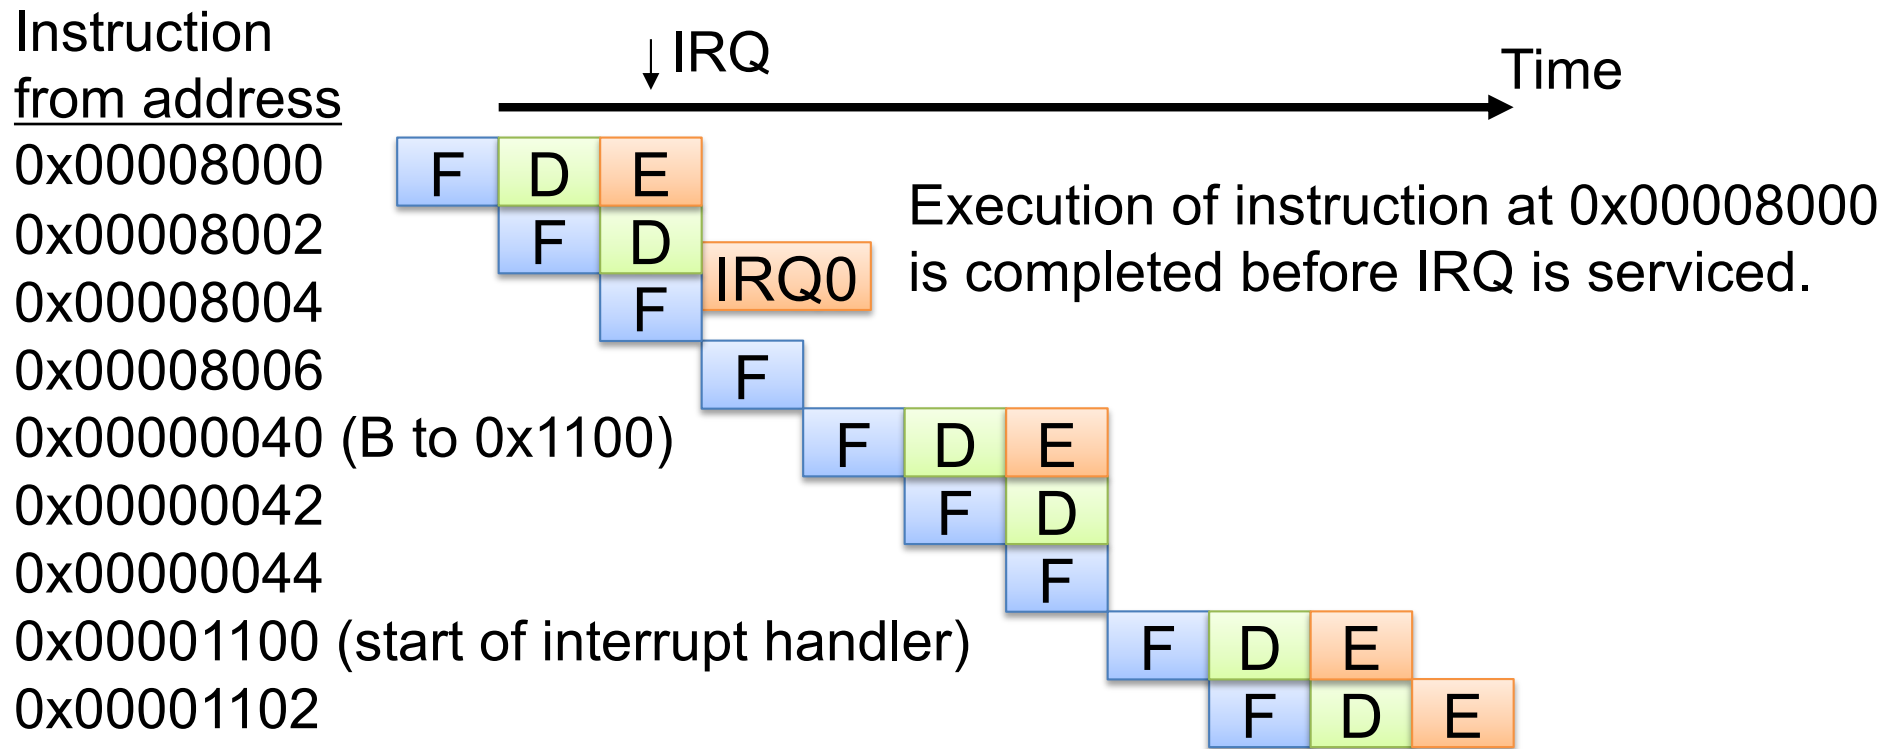 Instruction
from address
IRQ
Time
0x00008000 F D E
0x00008002 F D
0x00008004 F
IRQ0
Execution of instruction at 0x00008000
is completed before IRQ is serviced.
0x00008006 F
0x00000040 (B to 0x1100) F D E
0x00000042 F D
0x00000044 F
0x00001100 (start of interrupt handler) F D E
0x00001102 F D E